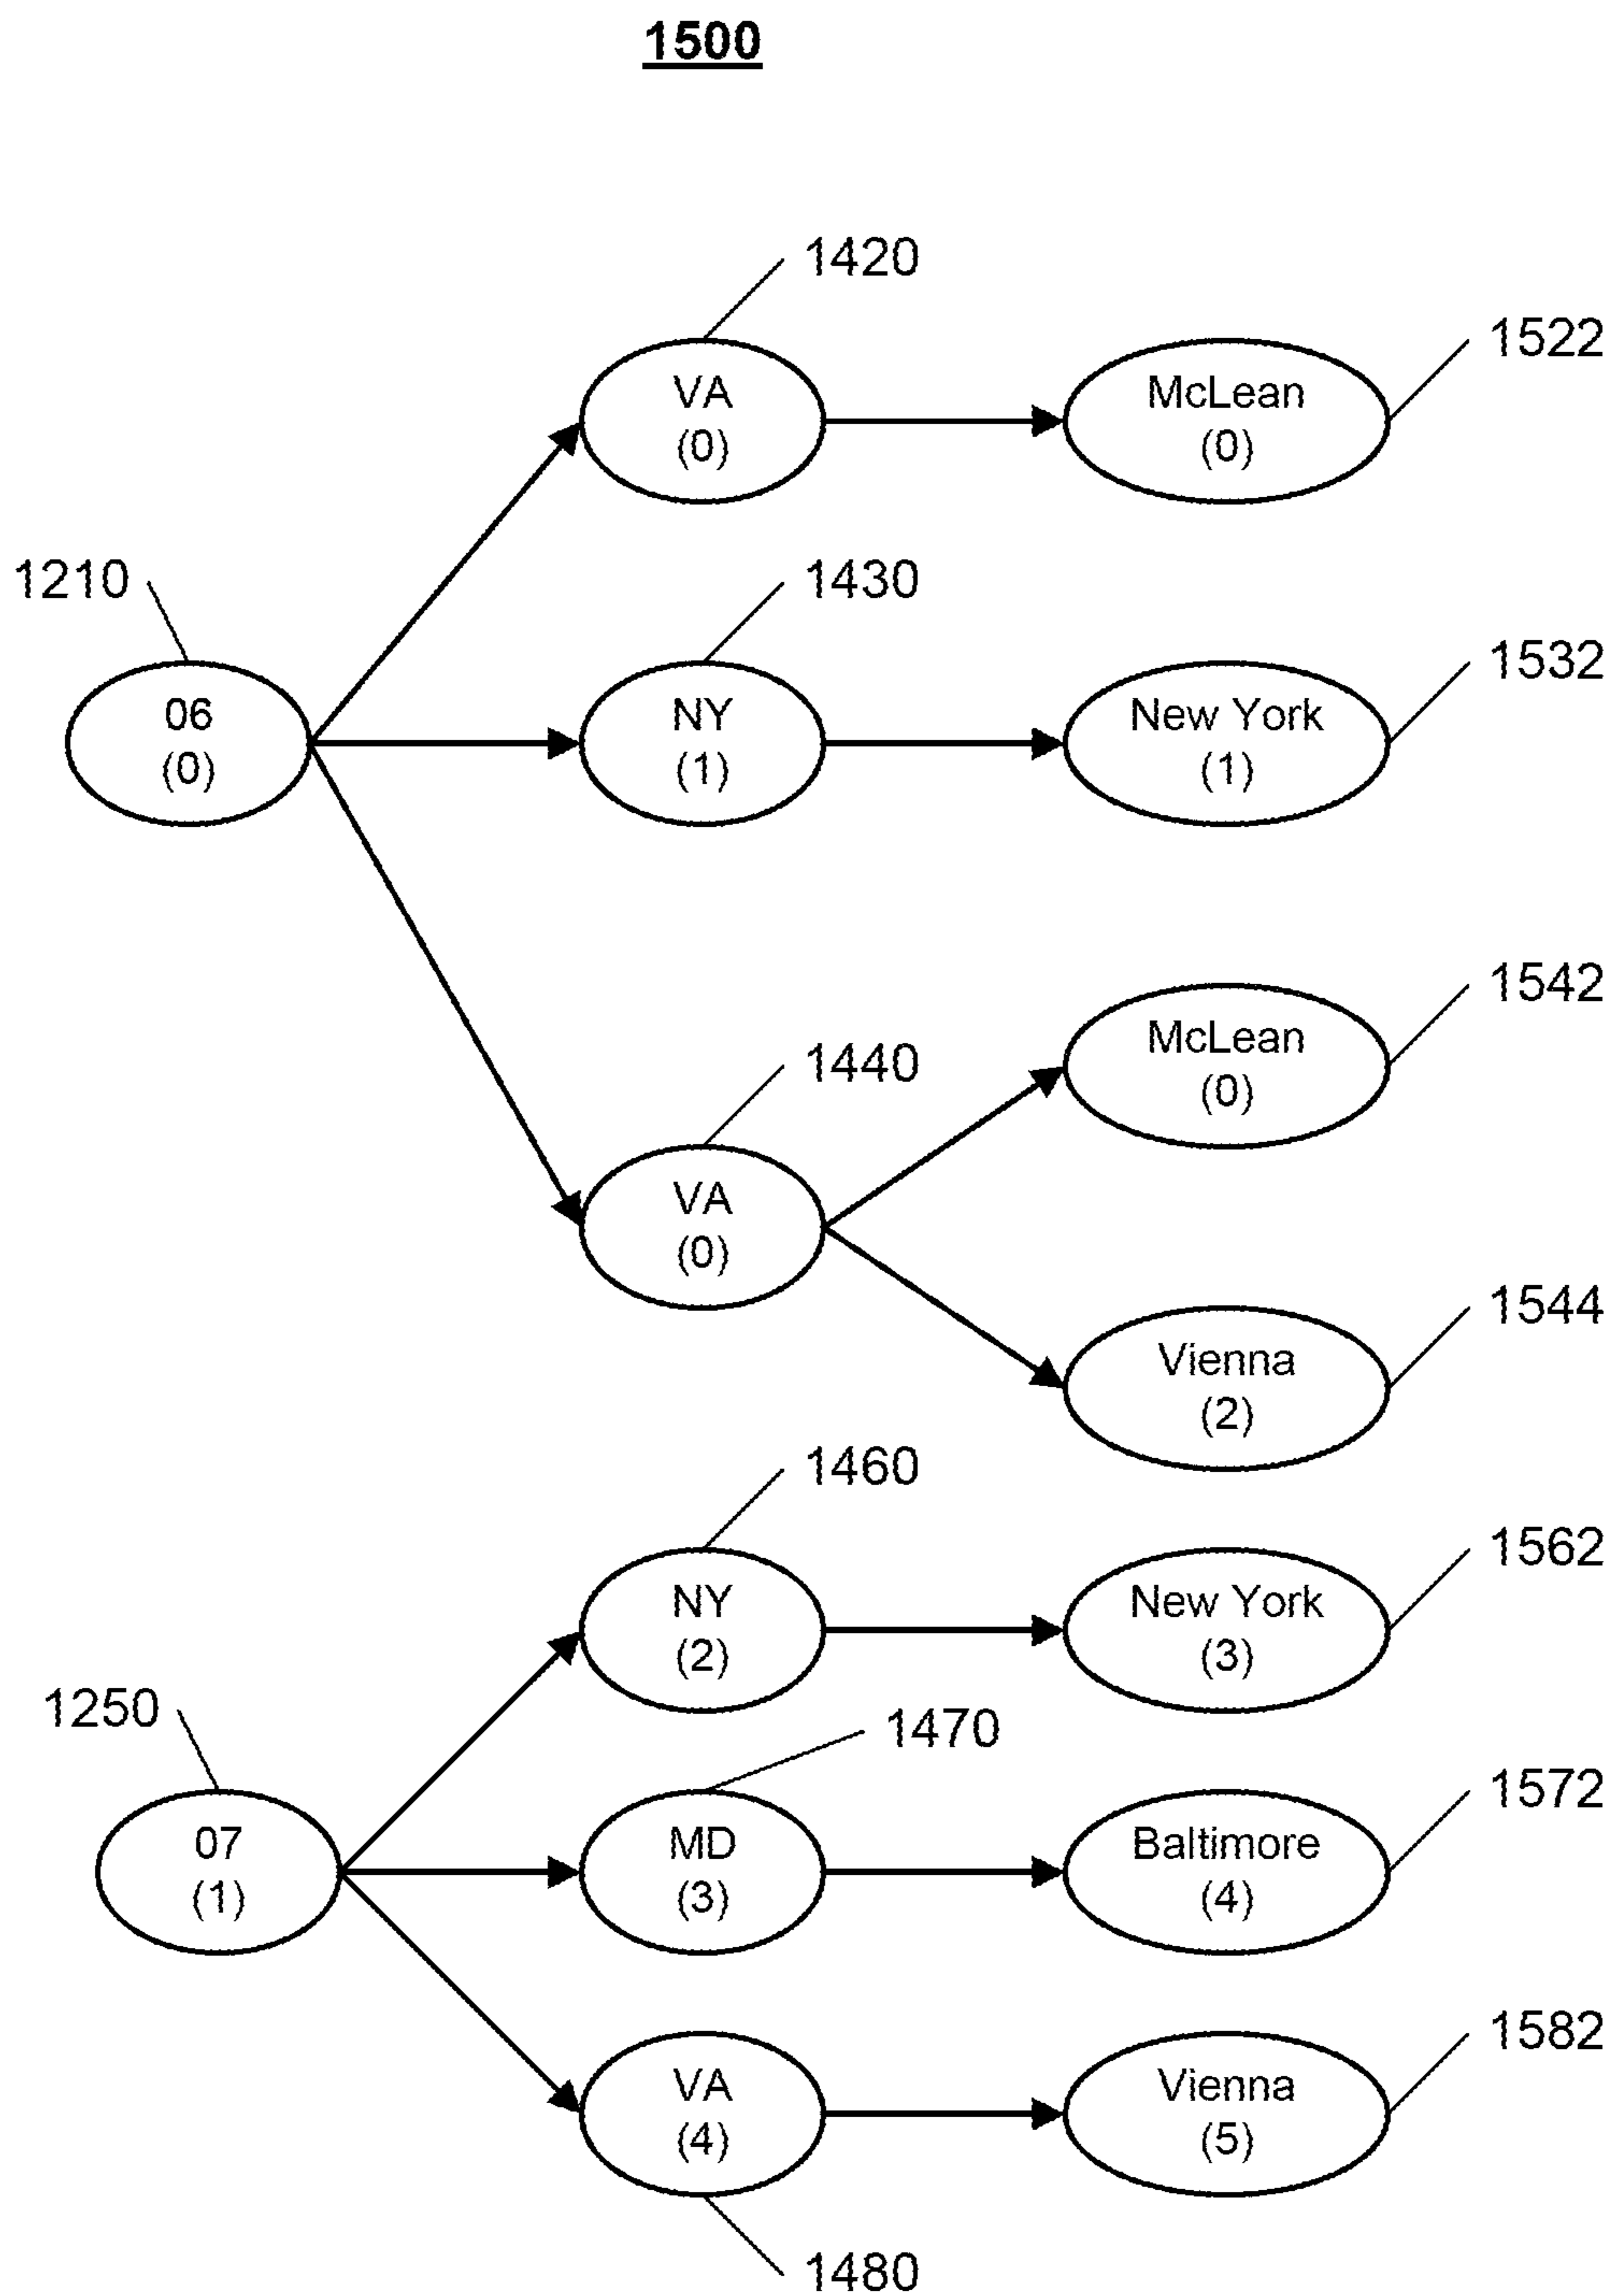 1500
1420
VA
(0)
1522
McLean
(0)
1210
06
(0)
1430
NY
(1)
1532
New York
(1)
1542
McLean
(0)
1440
VA
(0)
1544
Vienna
(2)
1460
NY
(2)
1562
New York
(3)
1250
07
(1)
1470
MD
(3)
1572
Baltimore
(4)
1480
VA
(4)
1582
Vienna
(5)